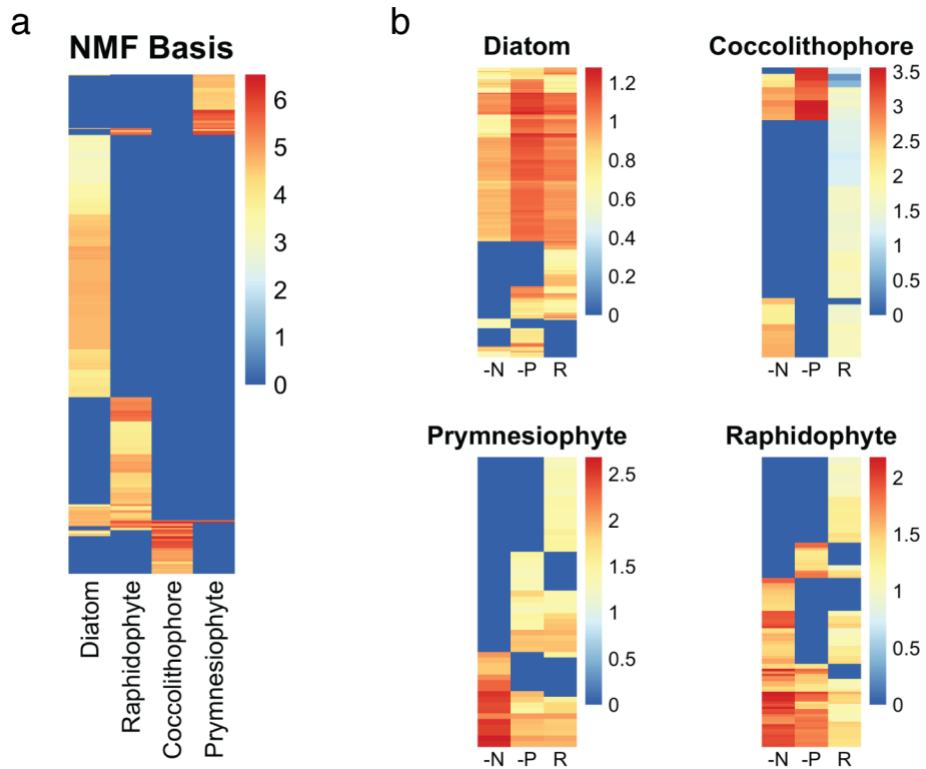 a
NMF Basis
6
5
4
3
2
1
0
Diatom
Raphidophyte
Coccolithophore
Prymnesiophyte
b
Diatom
1.2
1
0.8
0.6
0.4
0.2
0
-N -P R
Coccolithophore
3.5
3
2.5
2
1.5
1
0.5
0
-N -P R
Prymnesiophyte
2.5
2
1.5
1
0.5
0
-N -P R
Raphidophyte
2
1.5
1
0.5
0
-N -P R